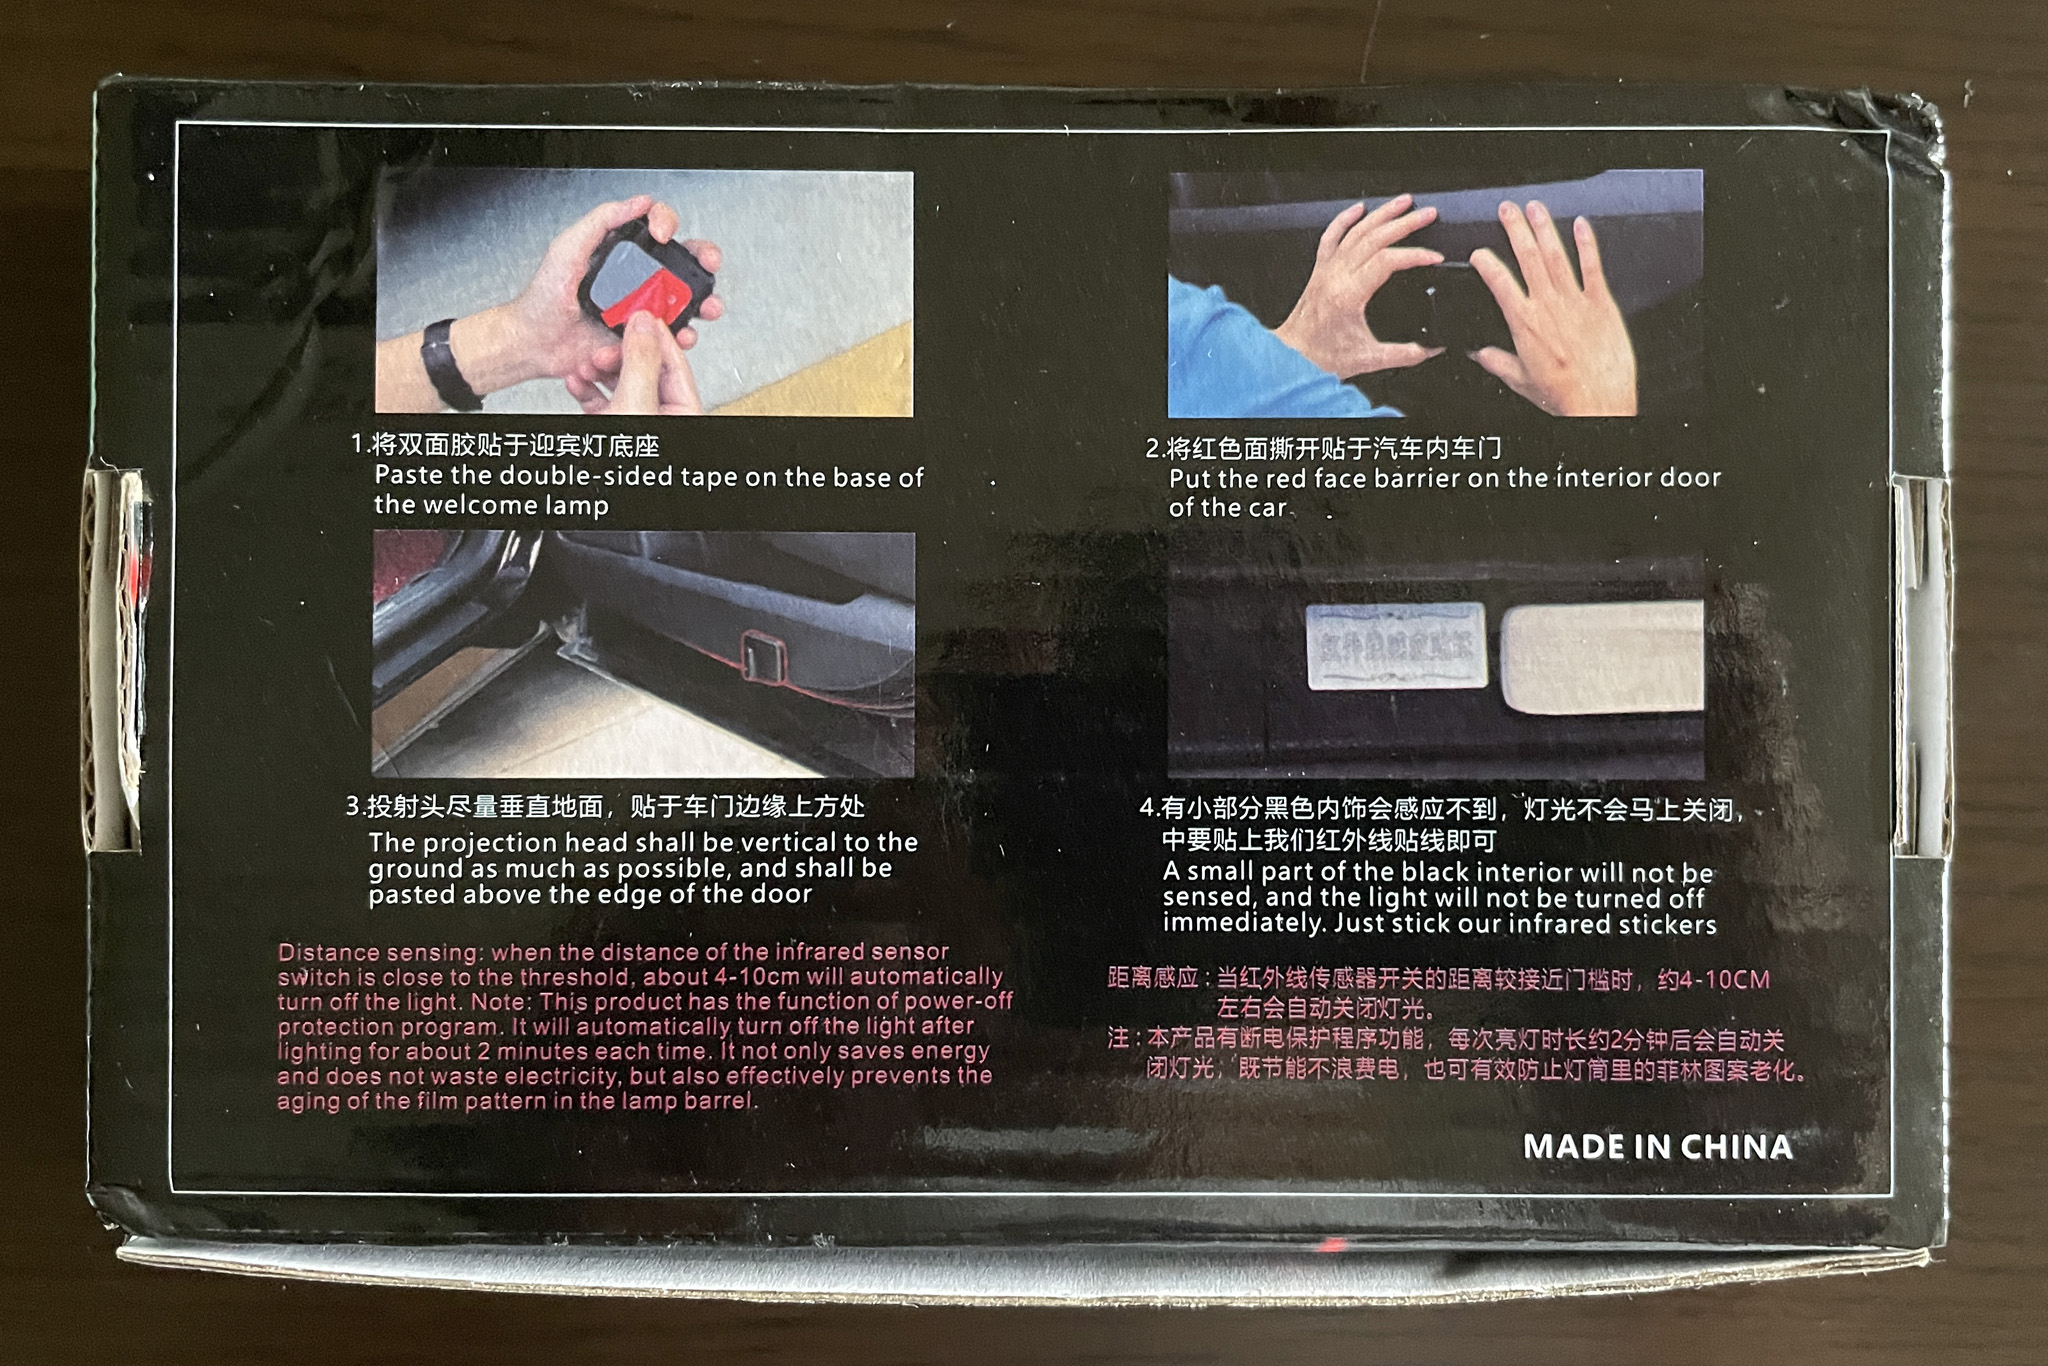 1.将双面胶贴于迎宾灯底座
Paste the double-sided tape on the base of
the welcome lamp
2.将红色面撕开贴于汽车内车门
Put the red face barrier on the interior door
of the car
3.投射头尽量垂直地面，贴于车门边缘上方处
The projection head shall be vertical to the
ground as much as possible, and shall be
pasted above the edge of the door
4.有小部分黑色内饰会感应不到，灯光不会马上关闭，
中要贴上我们红外线贴线即可
A small part of the black interior will not be
sensed, and the light will not be turned off
immediately. Just stick our infrared stickers
Distance sensing: when the distance of the infrared sensor
switch is close to the threshold, about 4-10cm will automatically
turn off the light. Note: This product has the function of power-off
protection program. It will automatically turn off the light after
lighting for about 2 minutes each time. It not only saves energy
and does not waste electricity, but also effectively prevents the
aging of the film pattern in the lamp barrel.
距离感应：当红外线传感器开关的距离较接近门槛时，约4-10CM
左右会自动关闭灯光。
注：本产品有断电保护程序功能，每次亮灯时长约2分钟后会自动关
闭灯光，既节能不浪费电，也可有效防止灯筒里的菲林图案老化。
MADE IN CHINA